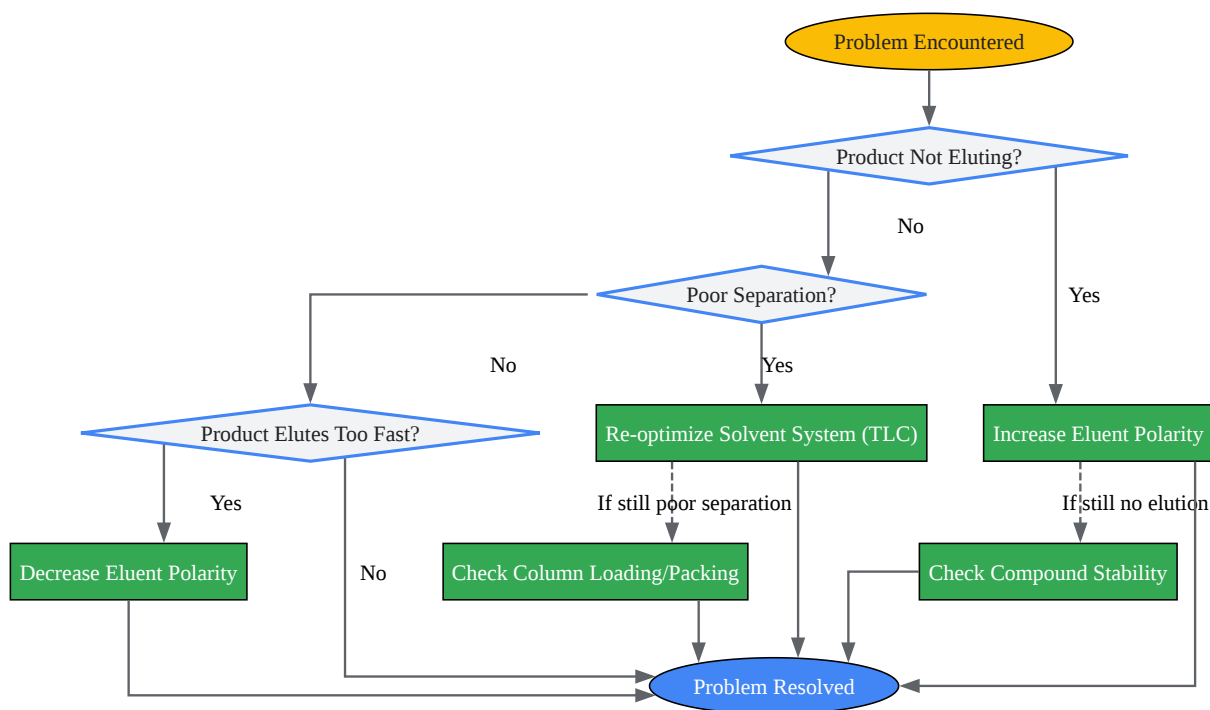 Problem Encountered
Product Not Eluting?
No
Poor Separation?
Yes
No
Yes
Product Elutes Too Fast?
Re-optimize Solvent System (TLC)
Increase Eluent Polarity
Yes
If still poor separation
If still no elution
Decrease Eluent Polarity
No
Check Column Loading/Packing
Check Compound Stability
Problem Resolved